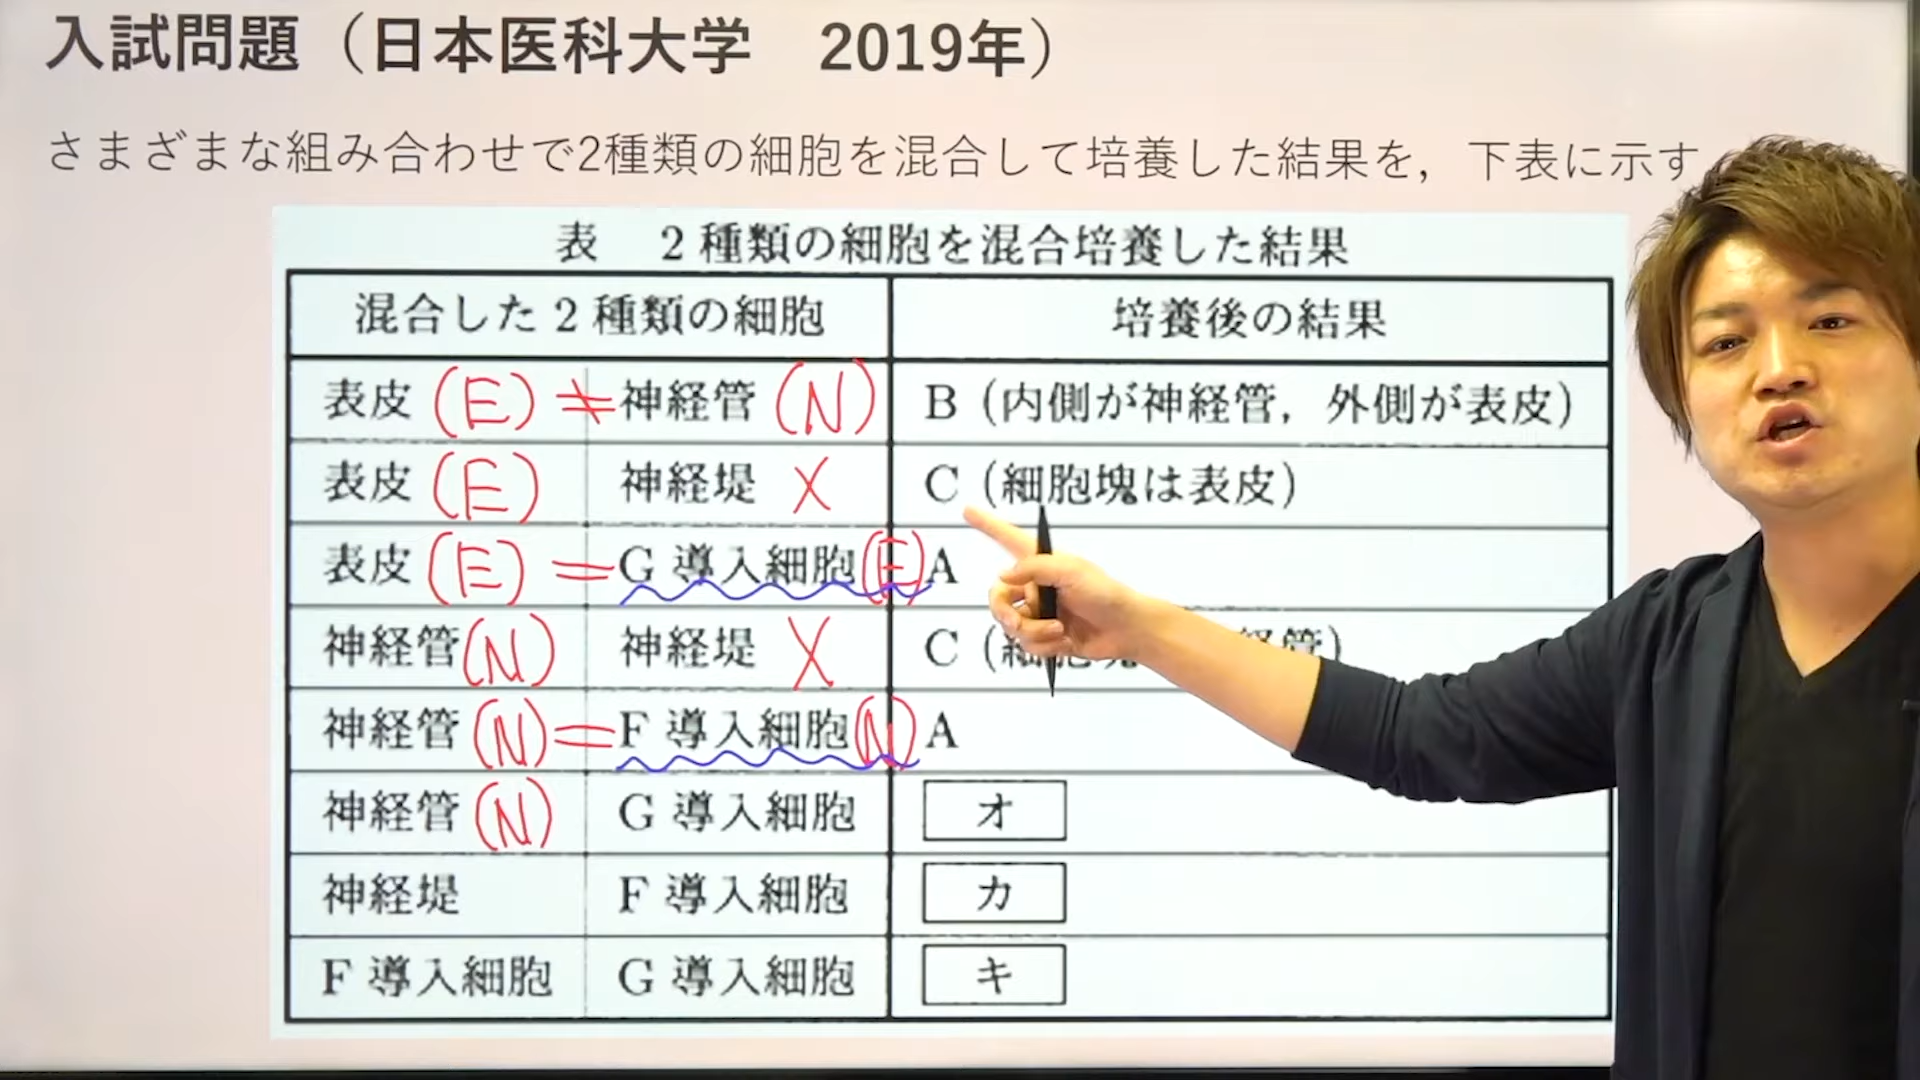 入試問題（日本医科大学　2019年）
さまざまな組み合わせで2種類の細胞を混合して培養した結果を，下表に示す
表　2種類の細胞を混合培養した結果
混合した2種類の細胞　培養後の結果
表皮 (E) ≠ 神経管 (N)　B（内側が神経管，外側が表皮）
表皮 (E)　神経堤 X　C（細胞塊は表皮）
表皮 (E) = G 導入細胞 (E)　A
神経管 (N)　神経堤 X　C（細 経管）
神経管 (N) = F 導入細胞 (N)　A
神経管 (N)　G 導入細胞　オ
神経堤　F 導入細胞　カ
F 導入細胞　G 導入細胞　キ